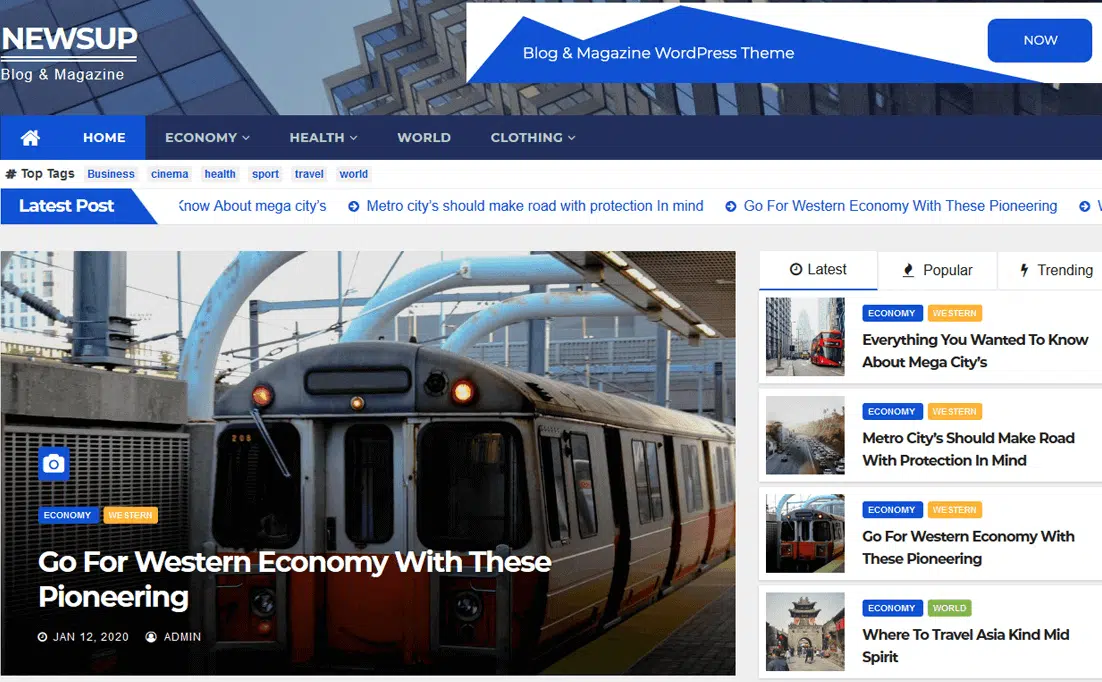 NEWSUP
Blog & Magazine
Blog & Magazine WordPress Theme
NOW
HOME
ECONOMY
HEALTH
WORLD
CLOTHING
# Top Tags
Business
cinema
health
sport
travel
world
Latest Post
Know About mega city's
Metro city's should make road with protection In mind
Go For Western Economy With These Pioneering
208
ECONOMY
WESTERN
Go For Western Economy With These
Pioneering
JAN 12, 2020
ADMIN
Latest
Popular
Trending
ECONOMY
WESTERN
Everything You Wanted To Know
About Mega City's
ECONOMY
WESTERN
Metro City's Should Make Road
With Protection In Mind
ECONOMY
WESTERN
Go For Western Economy With
These Pioneering
ECONOMY
WORLD
Where To Travel Asia Kind Mid
Spirit